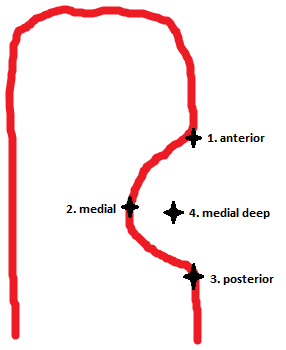 1. anterior
2. medial
4. medial deep
3. posterior